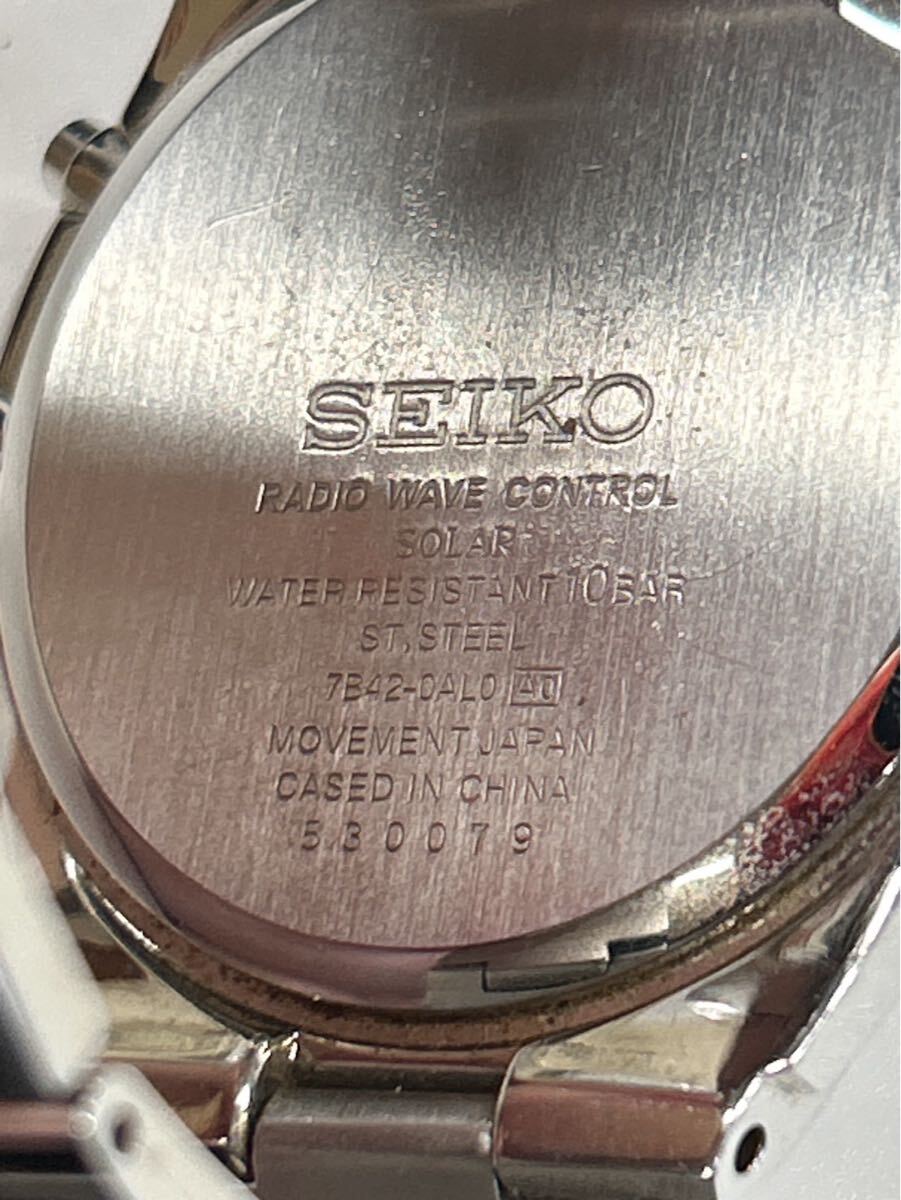 SEIKO
RADIO WAVE CONTROL
SOLAR
WATER RESISTANT 10BAR
ST. STEEL
7B42-0AL0 A0
MOVEMENT JAPAN
CASED IN CHINA
530079